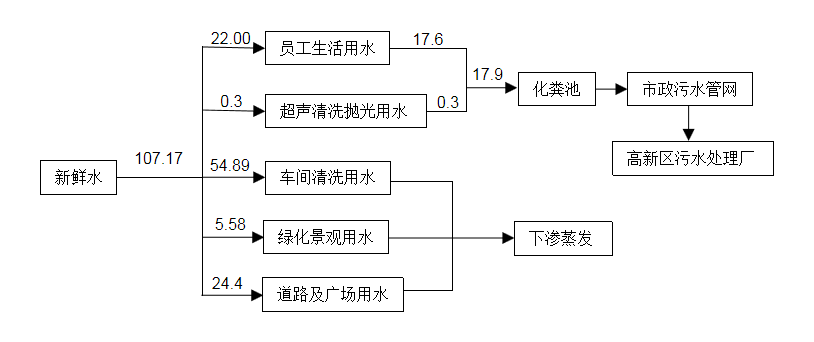 22.00
员工生活用水
17.6
17.9
化粪池
市政污水管网
0.3
超声清洗抛光用水
0.3
高新区污水处理厂
新鲜水
107.17
54.89
车间清洗用水
5.58
绿化景观用水
下渗蒸发
24.4
道路及广场用水